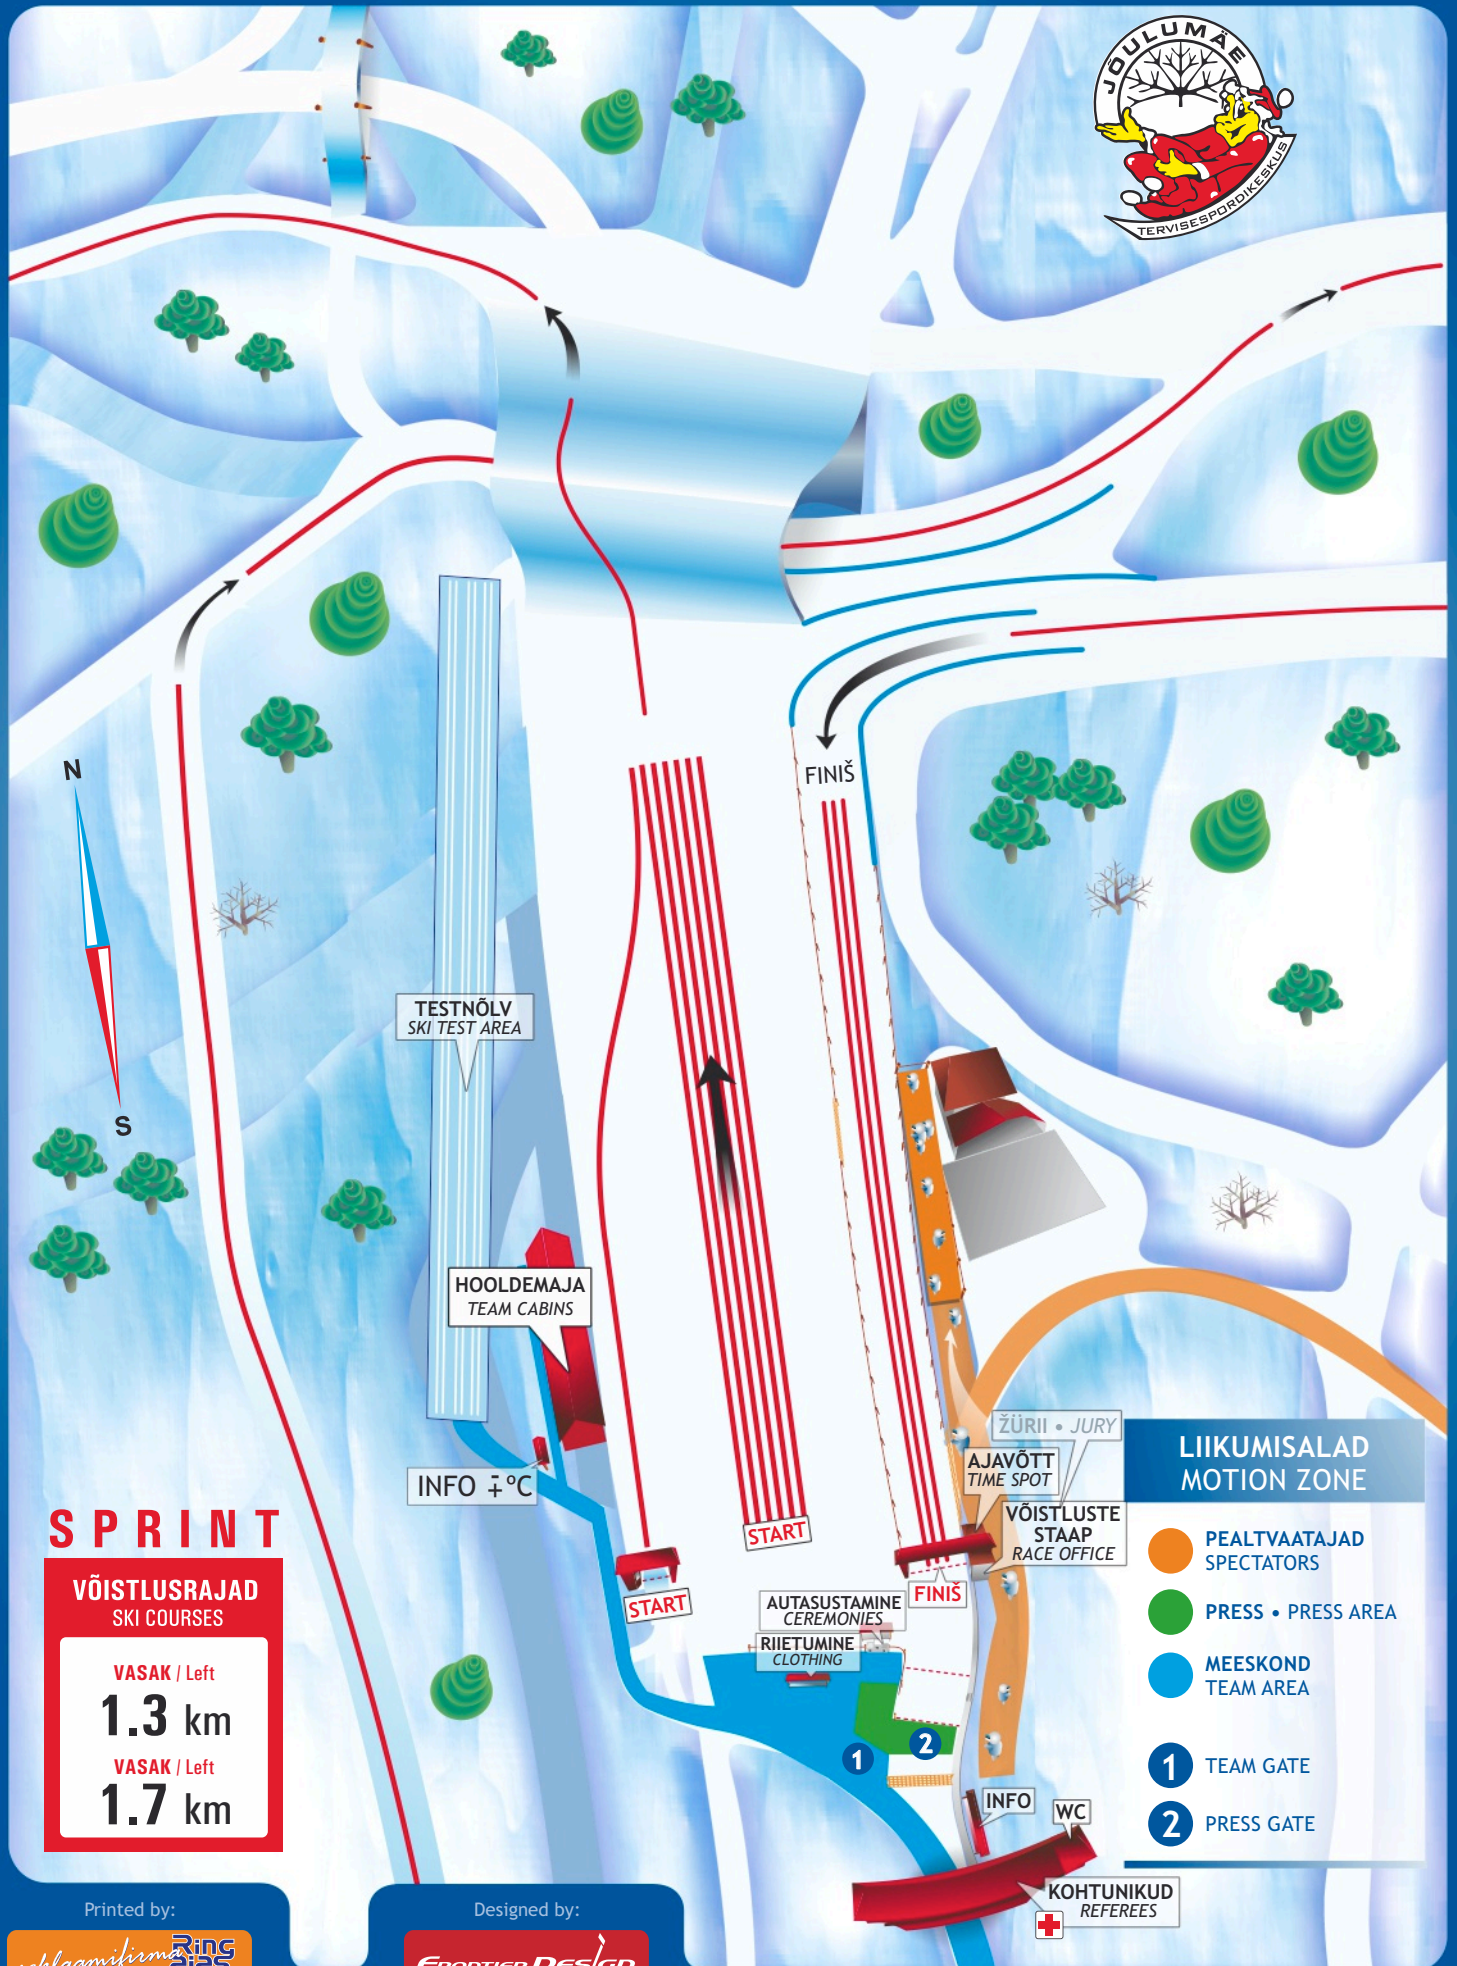 JÕULUMÄE
TERVISESPORDIKESKUS
FINIŠ
N
S
TESTNÕLV
SKI TEST AREA
HOOLDEMAJA
TEAM CABINS
INFO ∓ °C
ŽÜRII • JURY
AJAVÕTT
TIME SPOT
VÕISTLUSTE
STAAP
RACE OFFICE
START
START
FINIŠ
AUTASUSTAMINE
CEREMONIES
RIIETUMINE
CLOTHING
1
2
INFO
WC
KOHTUNIKUD
REFEREES
SPRINT
VÕISTLUSRAJAD
SKI COURSES
VASAK / Left
1.3 km
VASAK / Left
1.7 km
LIIKUMISALAD
MOTION ZONE
PEALTVAATAJAD
SPECTATORS
PRESS • PRESS AREA
MEESKOND
TEAM AREA
1 TEAM GATE
2 PRESS GATE
Printed by:
Designed by: